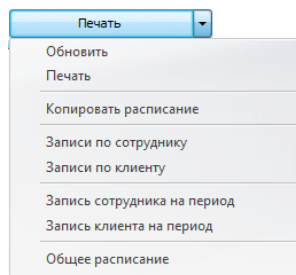 Печать
Обновить
Печать
Копировать расписание
Записи по сотруднику
Записи по клиенту
Запись сотрудника на период
Запись клиента на период
Общее расписание